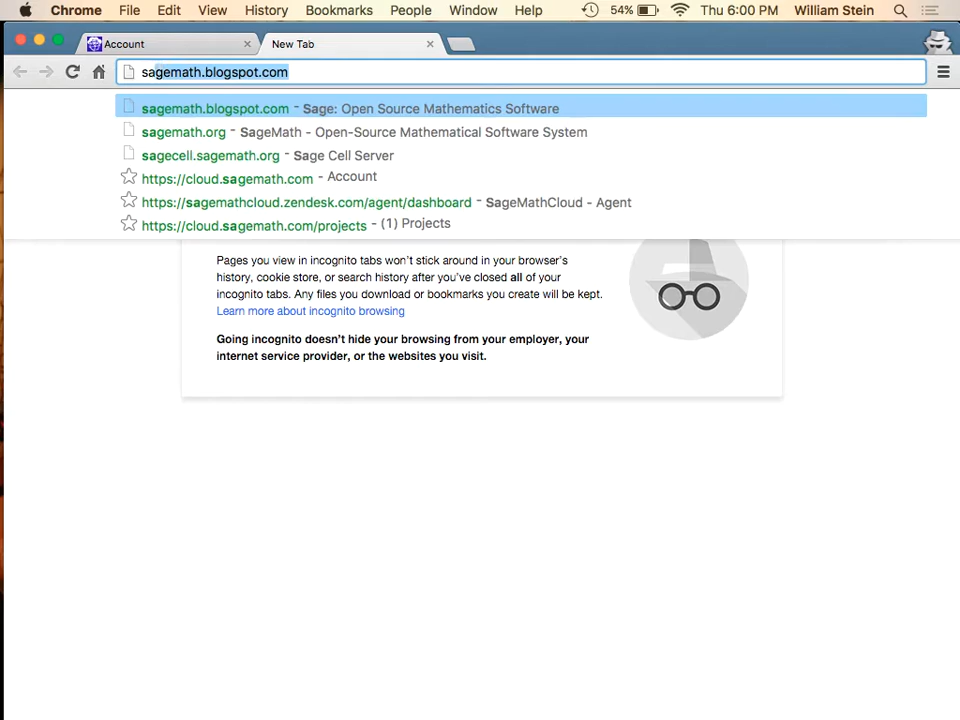 Chrome File Edit View History Bookmarks People Window Help 54% Thu 6:00 PM William Stein
Account New Tab
sagemath.blogspot.com
sagemath.blogspot.com - Sage: Open Source Mathematics Software
sagemath.org - SageMath - Open-Source Mathematical Software System
sagecell.sagemath.org - Sage Cell Server
https://cloud.sagemath.com - Account
https://sagemathcloud.zendesk.com/agent/dashboard - SageMathCloud - Agent
https://cloud.sagemath.com/projects - (1) Projects
Pages you view in incognito tabs won't stick around in your browser's
history, cookie store, or search history after you've closed all of your
incognito tabs. Any files you download or bookmarks you create will be kept.
Learn more about incognito browsing
Going incognito doesn't hide your browsing from your employer, your
internet service provider, or the websites you visit.